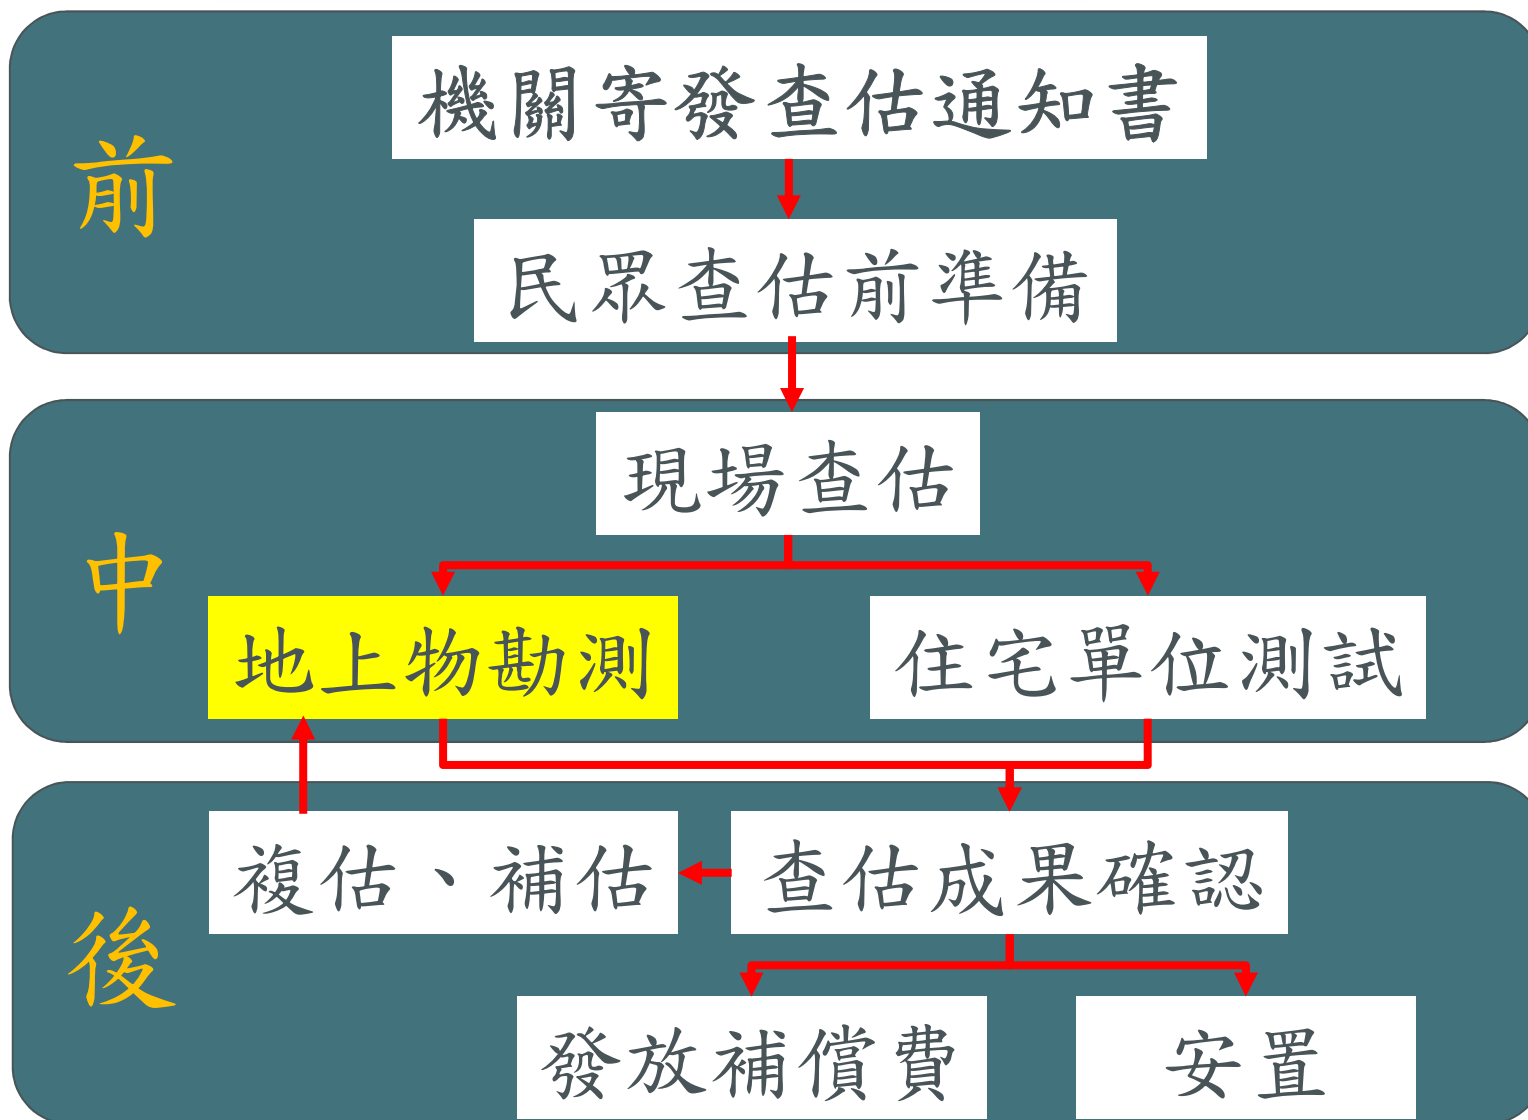 前
機關寄發查估通知書
民眾查估前準備
中
現場查估
地上物勘測
住宅單位測試
後
複估、補估
查估成果確認
發放補償費
安置